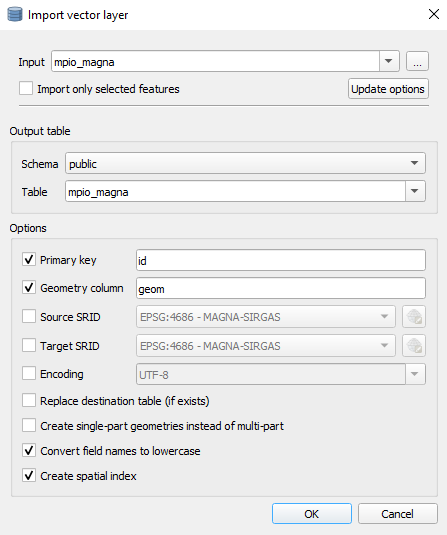 Import vector layer
Input mpio_magna ...
Import only selected features Update options
Output table
Schema public
Table mpio_magna
Options
Primary key id
Geometry column geom
Source SRID EPSG:4686 - MAGNA-SIRGAS
Target SRID EPSG:4686 - MAGNA-SIRGAS
Encoding UTF-8
Replace destination table (if exists)
Create single-part geometries instead of multi-part
Convert field names to lowercase
Create spatial index
OK Cancel